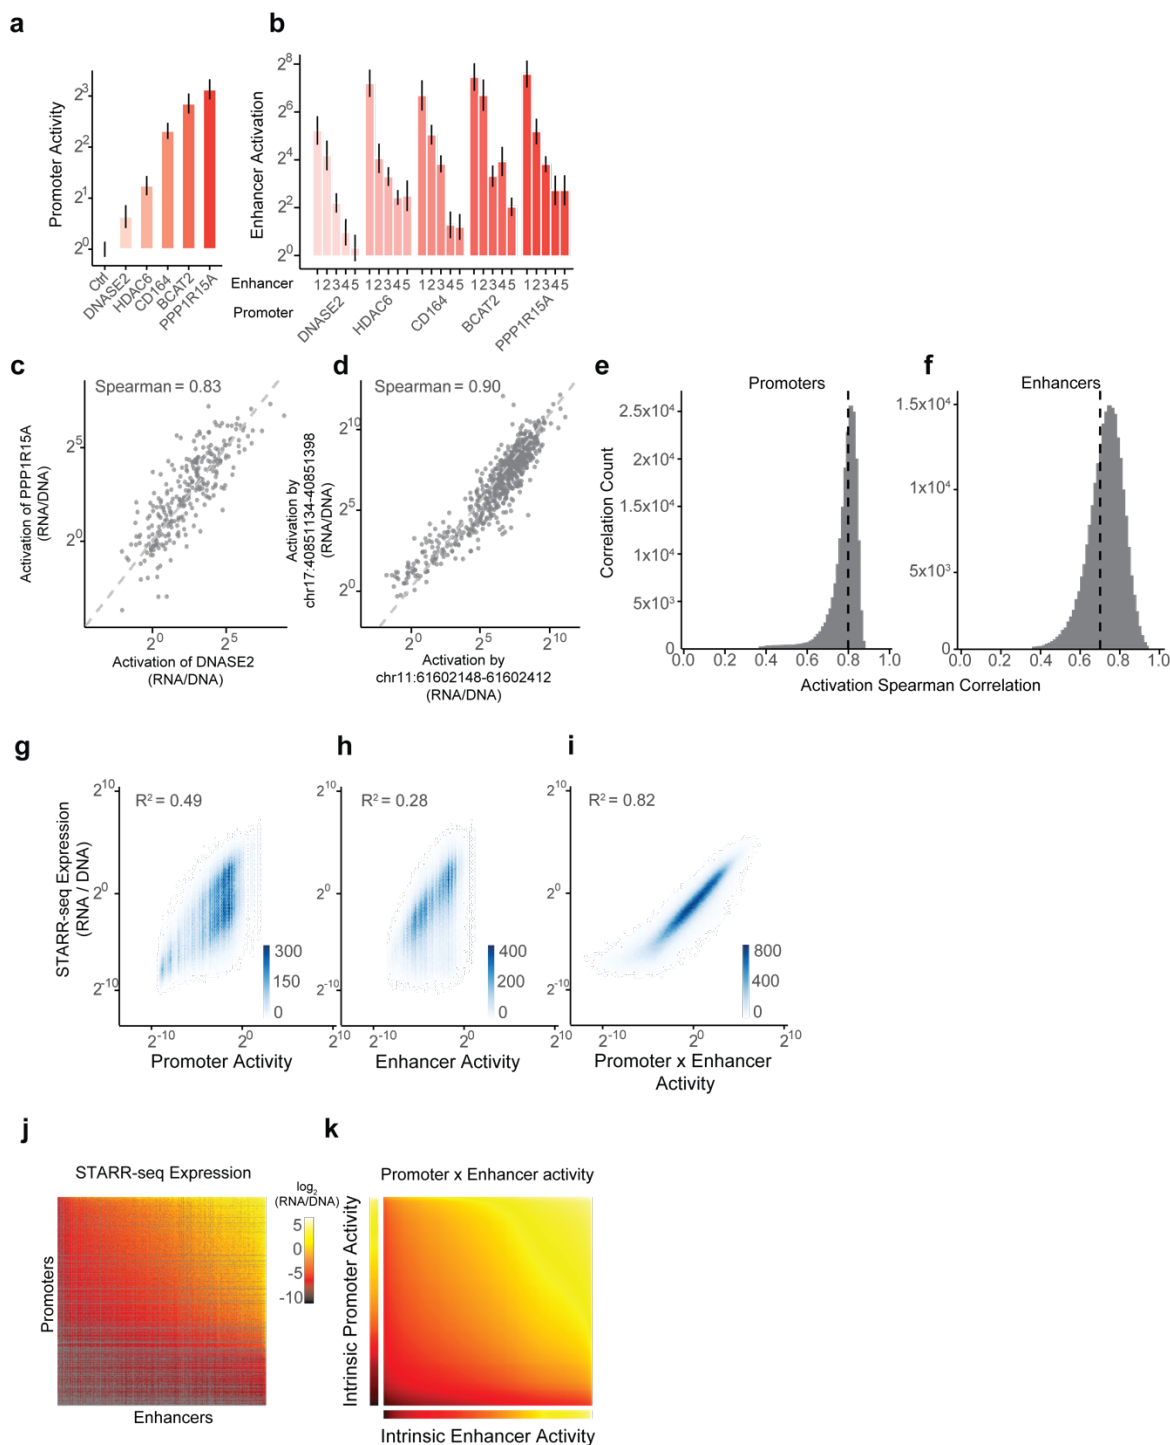 a
Promoter Activity
2^3
2^2
2^1
2^0
Ctrl
DNASE2
HDAC6
CD164
BCAT2
PPP1R15A
b
Enhancer Activation
2^8
2^6
2^4
2^2
2^0
Enhancer
12345 12345 12345 12345 12345
Promoter
DNASE2
HDAC6
CD164
BCAT2
PPP1R15A
c
Spearman = 0.83
Activation of PPP1R15A
(RNA/DNA)
2^5
2^0
2^0 2^5
Activation of DNASE2
(RNA/DNA)
d
Spearman = 0.90
Activation by
chr17:40851134-40851398
(RNA/DNA)
2^10
2^5
2^0
2^0 2^5 2^10
Activation by
chr11:61602148-61602412
(RNA/DNA)
e
Promoters
Correlation Count
2.5x10^4
2x10^4
1.5x10^4
1x10^4
5x10^3
0
0.0 0.2 0.4 0.6 0.8 1.0
f
Enhancers
1.5x10^4
1x10^4
5x10^3
0
0.0 0.2 0.4 0.6 0.8 1.0
Activation Spearman Correlation
g
STARR-seq Expression
(RNA / DNA)
2^10
2^0
2^-10
R² = 0.49
300
150
0
2^-10 2^0
Promoter Activity
h
2^10
2^0
2^-10
R² = 0.28
400
200
0
2^-10 2^0
Enhancer Activity
i
2^10
2^0
2^-10
R² = 0.82
800
400
0
2^-10 2^0 2^10
Promoter x Enhancer
Activity
j
STARR-seq Expression
Promoters
Enhancers
log2
(RNA/DNA)
5
0
-5
-10
k
Promoter x Enhancer activity
Intrinsic Promoter Activity
Intrinsic Enhancer Activity